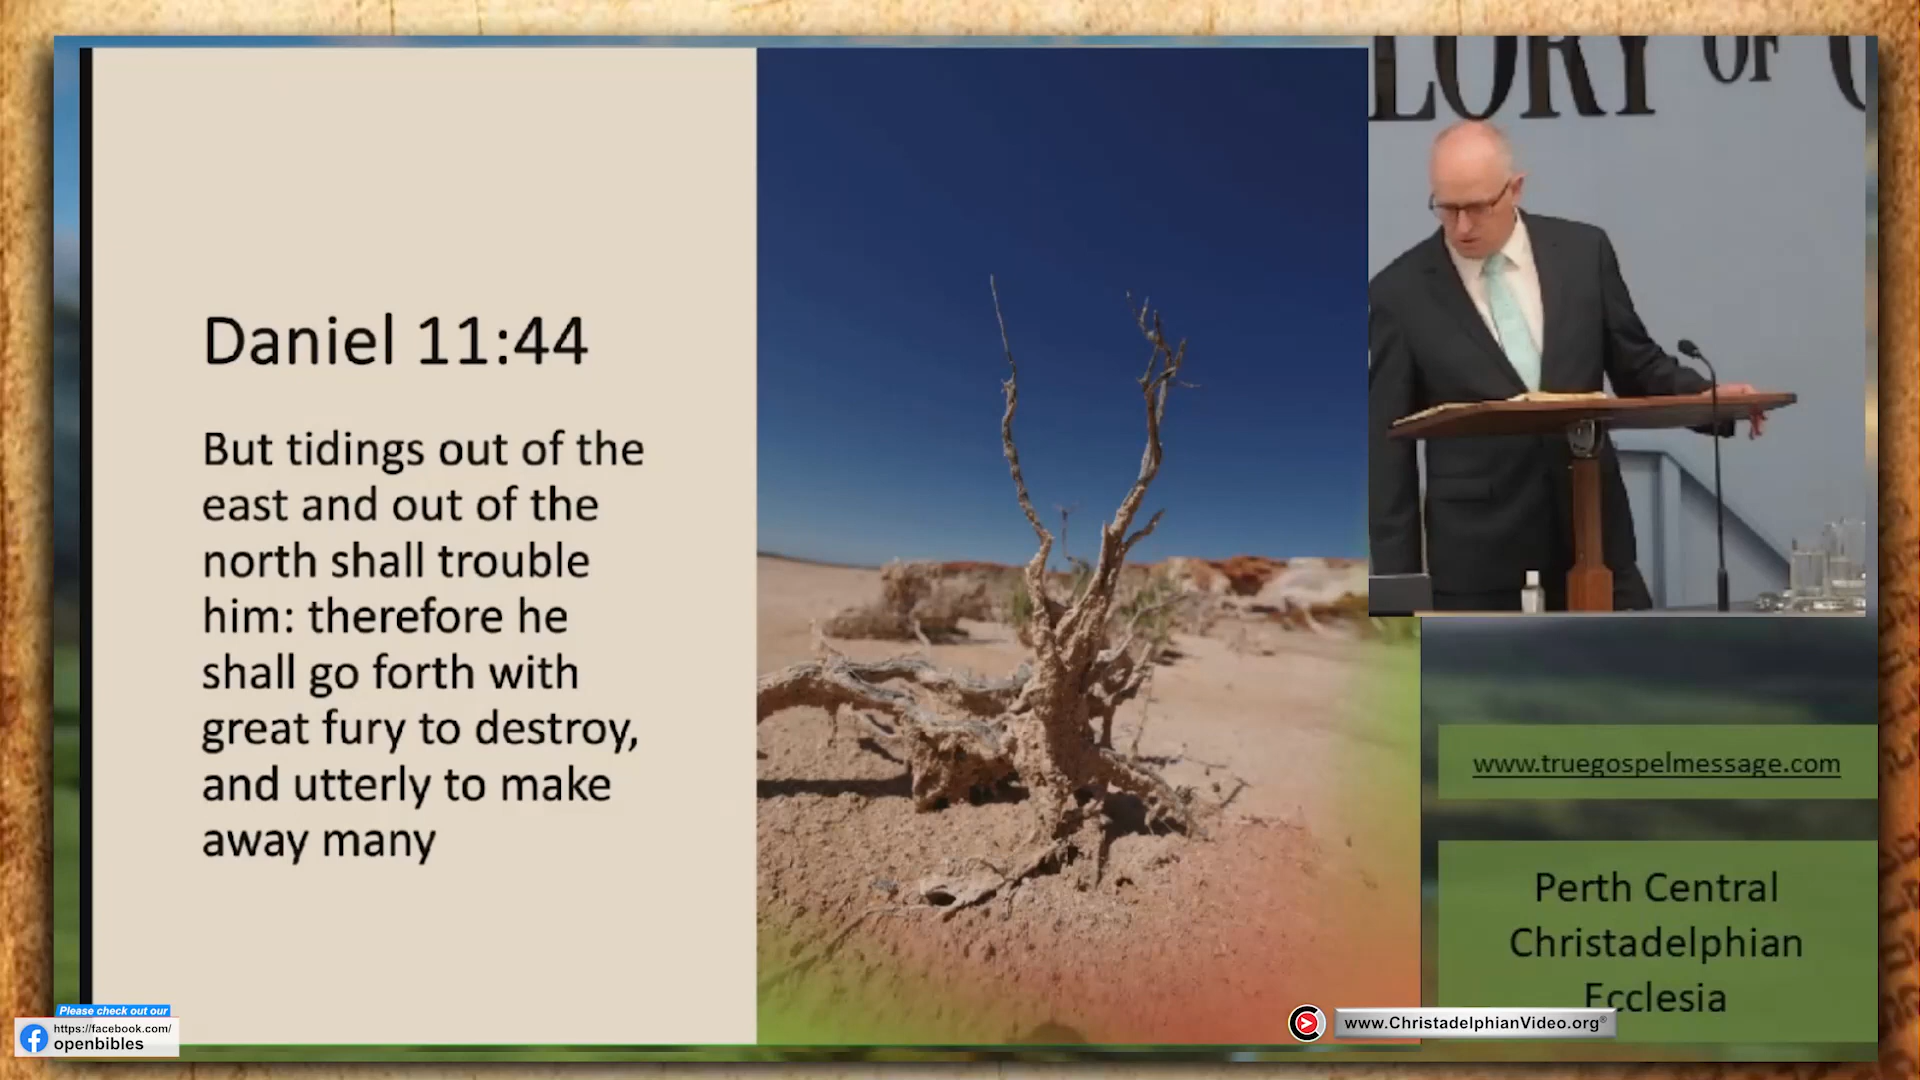 Daniel 11:44
But tidings out of the
east and out of the
north shall trouble
him: therefore he
shall go forth with
great fury to destroy,
and utterly to make
away many
LORY OF
www.truegospelmessage.com
Perth Central
Christadelphian
Ecclesia
Please check out our
https://facebook.com/
openbibles
www.ChristadelphianVideo.org®